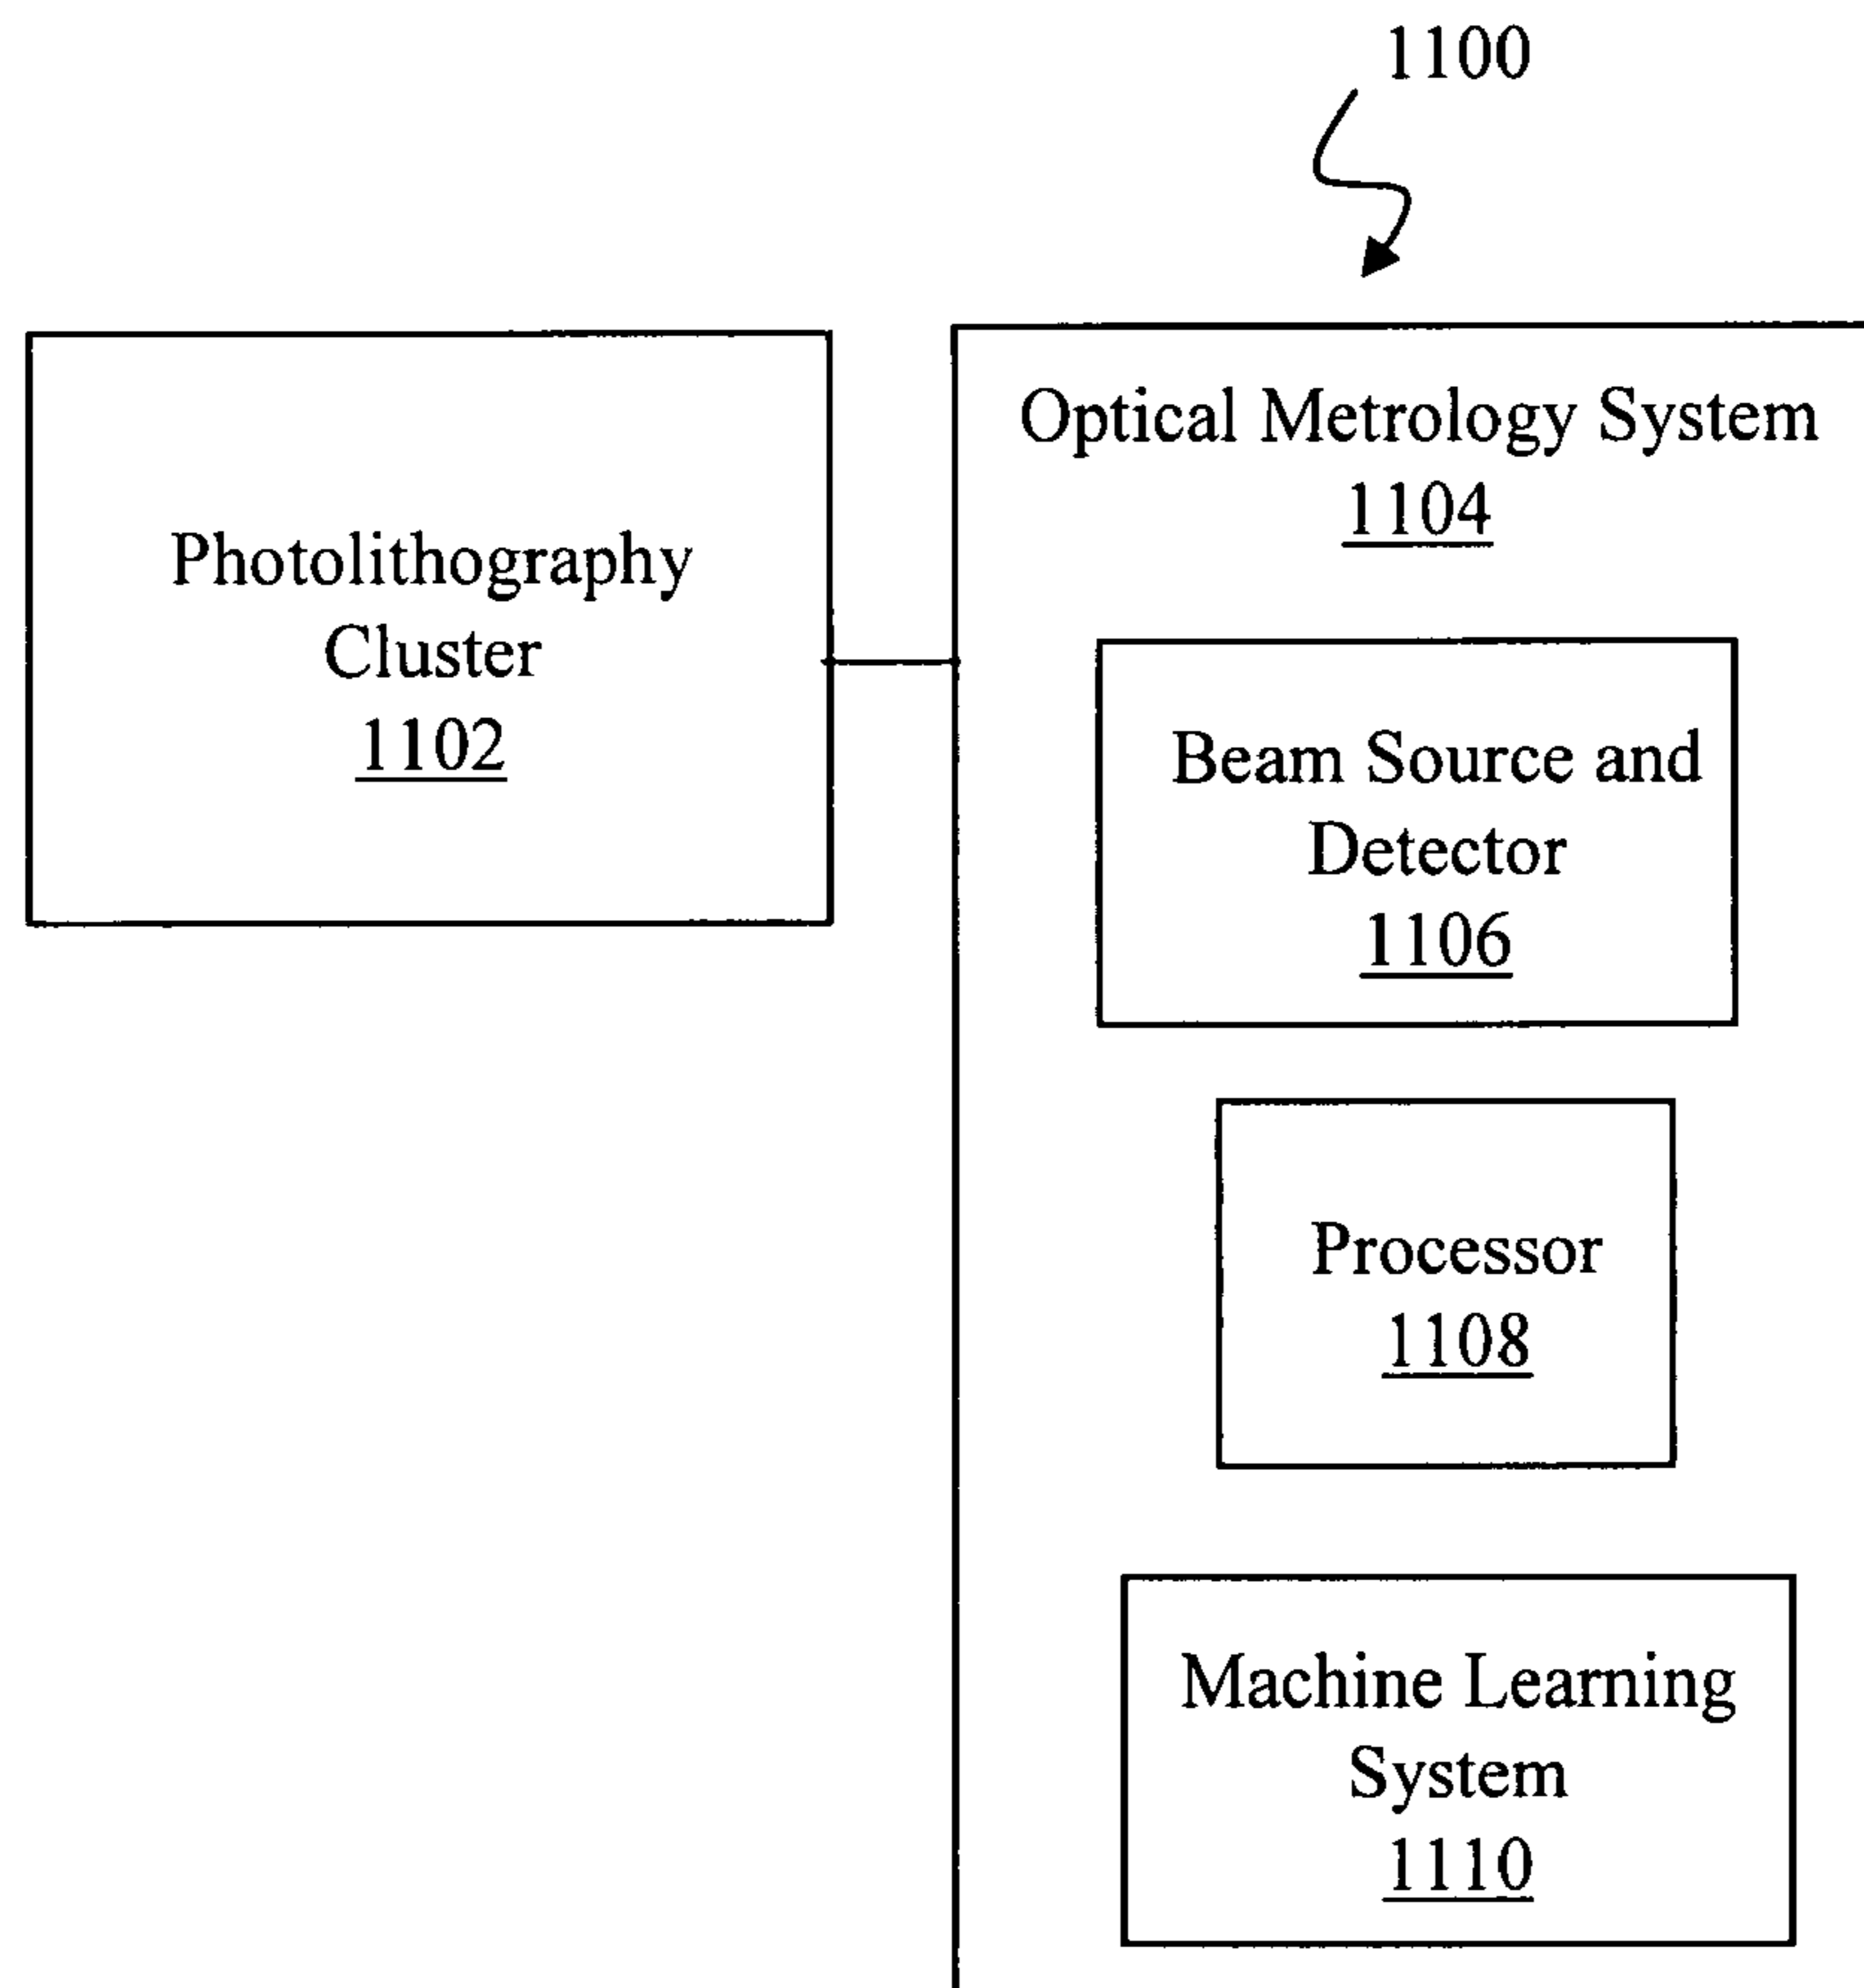 1100
Photolithography
Cluster
1102
Optical Metrology System
1104
Beam Source and
Detector
1106
Processor
1108
Machine Learning
System
1110